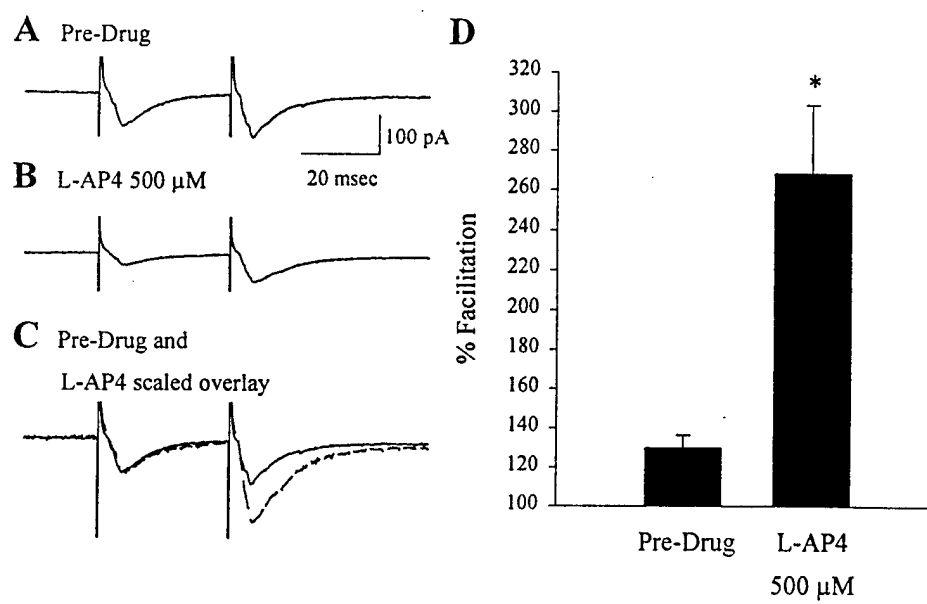 A Pre-Drug
100 pA
20 msec
B L-AP4 500 µM
C Pre-Drug and
L-AP4 scaled overlay
D
% Facilitation
320
300
280
260
240
220
200
180
160
140
120
100
*
Pre-Drug
L-AP4
500 µM